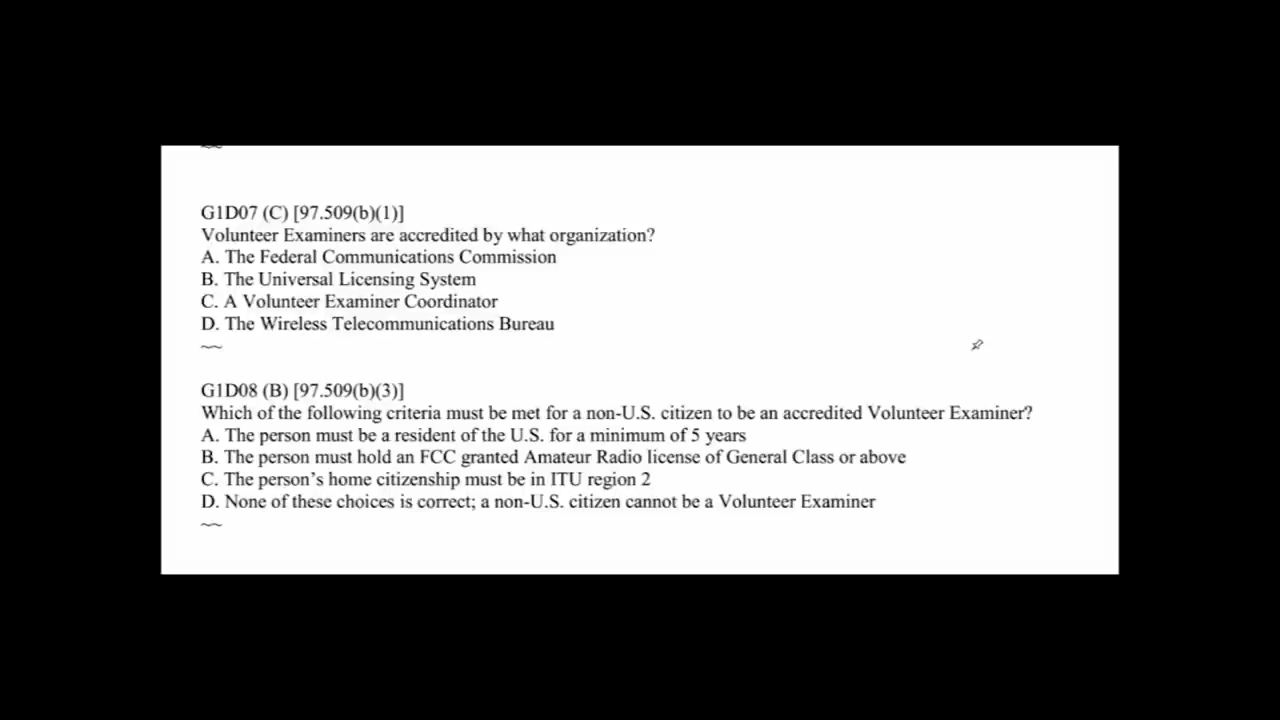 ~~
G1D07 (C) [97.509(b)(1)]
Volunteer Examiners are accredited by what organization?
A. The Federal Communications Commission
B. The Universal Licensing System
C. A Volunteer Examiner Coordinator
D. The Wireless Telecommunications Bureau
~~
G1D08 (B) [97.509(b)(3)]
Which of the following criteria must be met for a non-U.S. citizen to be an accredited Volunteer Examiner?
A. The person must be a resident of the U.S. for a minimum of 5 years
B. The person must hold an FCC granted Amateur Radio license of General Class or above
C. The person’s home citizenship must be in ITU region 2
D. None of these choices is correct; a non-U.S. citizen cannot be a Volunteer Examiner
~~